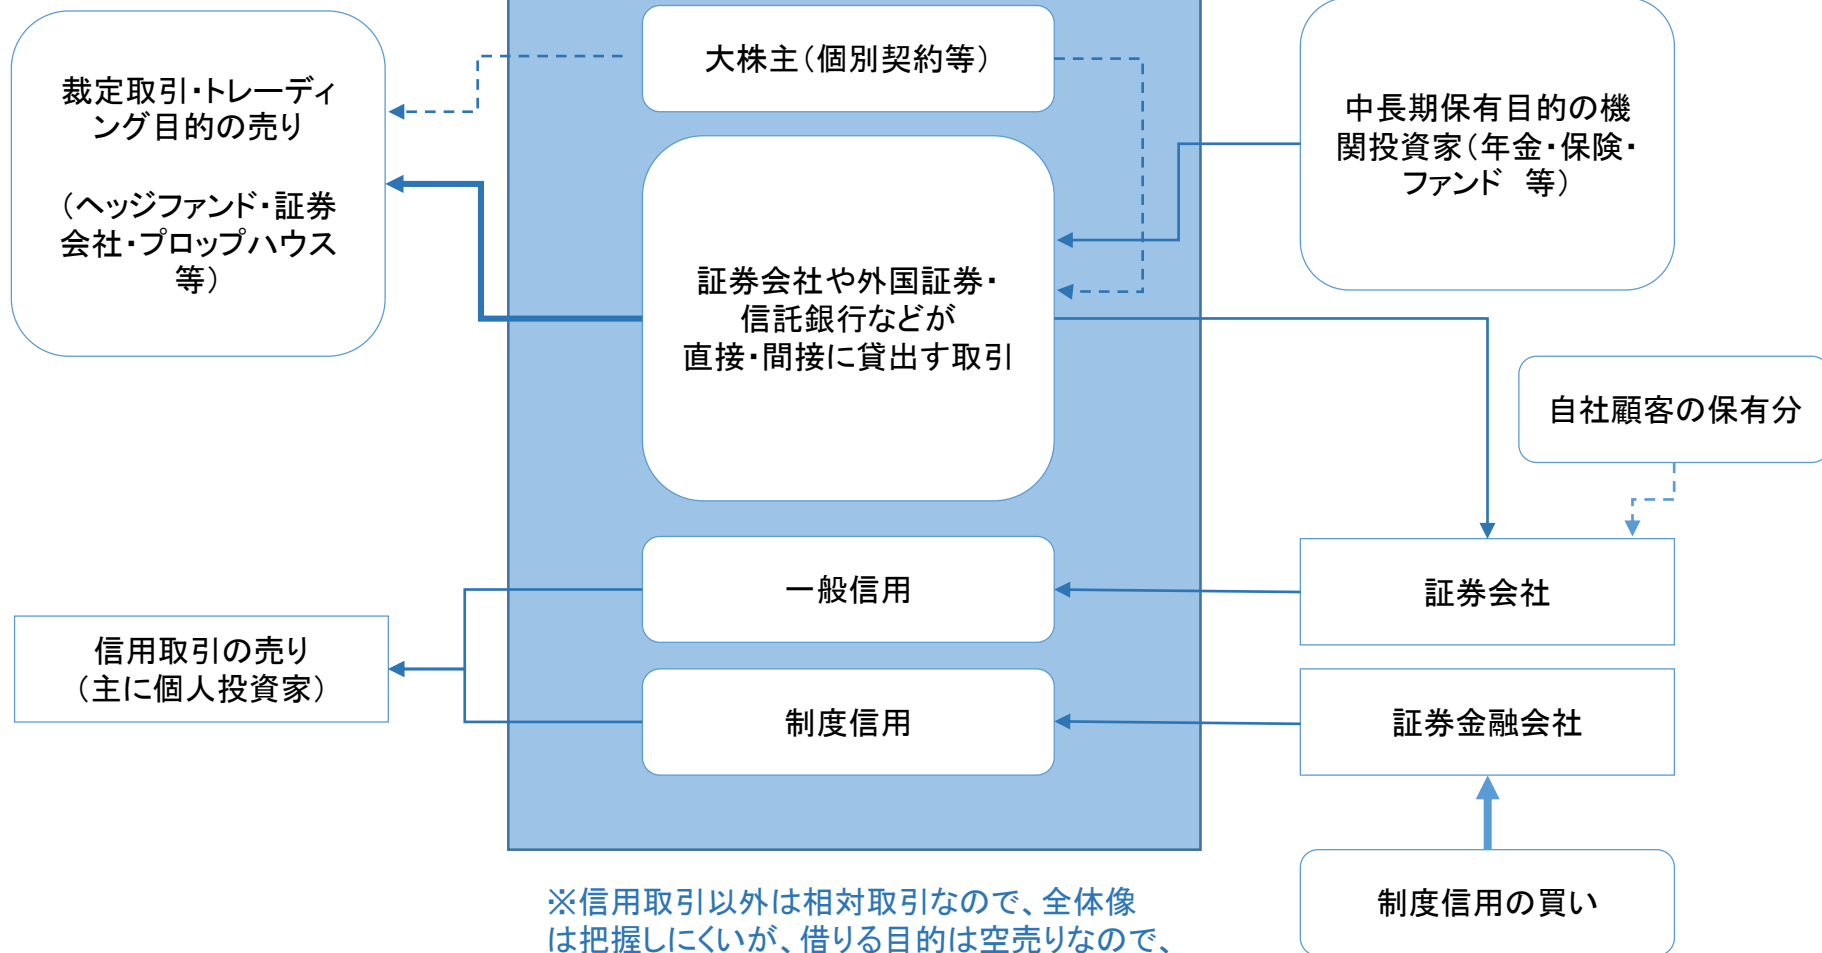 大株主（個別契約等）
裁定取引・トレーディ
ング目的の売り
（ヘッジファンド・証券
会社・プロップハウス
等）
中長期保有目的の機
関投資家（年金・保険・
ファンド　等）
証券会社や外国証券・
信託銀行などが
直接・間接に貸出す取引
自社顧客の保有分
一般信用
証券会社
信用取引の売り
（主に個人投資家）
制度信用
証券金融会社
制度信用の買い
※信用取引以外は相対取引なので、全体像
は把握しにくいが、借りる目的は空売りなので、